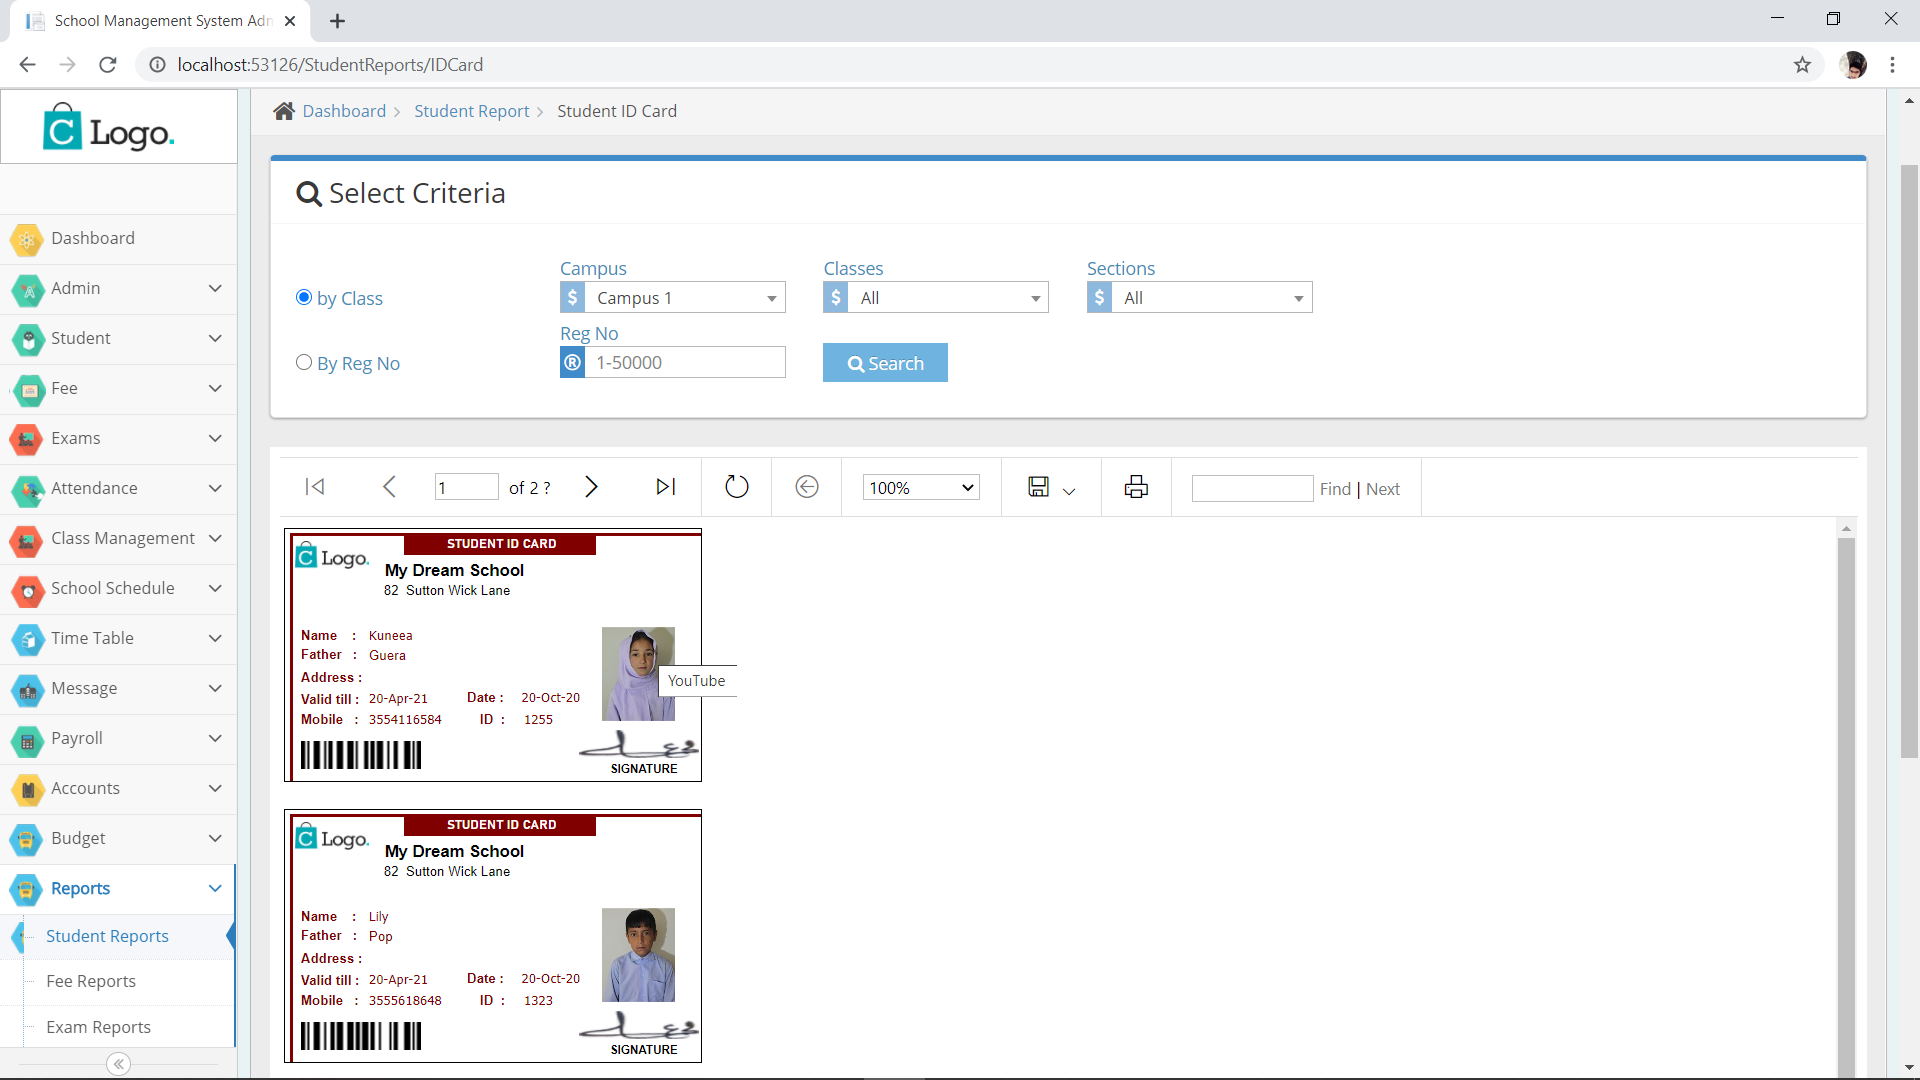 School Management System Adm
localhost:53126/StudentReports/IDCard
C Logo.
Dashboard
Student Report
Student ID Card
Select Criteria
Campus
Classes
Sections
by Class
$ Campus 1
$ All
$ All
Reg No
By Reg No
® 1-50000
Search
Dashboard
Admin
Student
Fee
Exams
Attendance
Class Management
School Schedule
Time Table
Message
Payroll
Accounts
Budget
Reports
Student Reports
Fee Reports
Exam Reports
1 of 2 ?
100%
Find | Next
STUDENT ID CARD
C Logo.
My Dream School
82 Sutton Wick Lane
Name : Kuneea
Father : Guera
Address :
Valid till : 20-Apr-21 Date : 20-Oct-20
Mobile : 3554116584 ID : 1255
SIGNATURE
YouTube
STUDENT ID CARD
C Logo.
My Dream School
82 Sutton Wick Lane
Name : Lily
Father : Pop
Address :
Valid till : 20-Apr-21 Date : 20-Oct-20
Mobile : 3555618648 ID : 1323
SIGNATURE